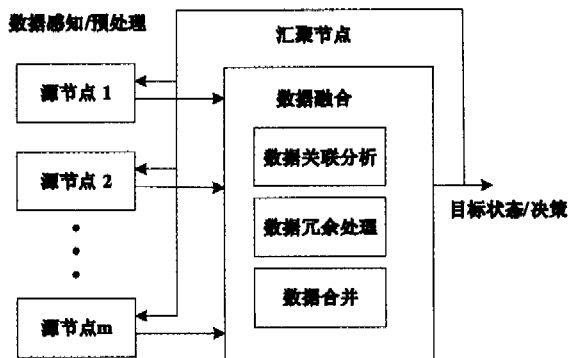 数据感知/预处理
汇聚节点
源节点 1
数据融合
数据关联分析
源节点 2
目标状态/决策
数据冗余处理
数据合并
源节点m